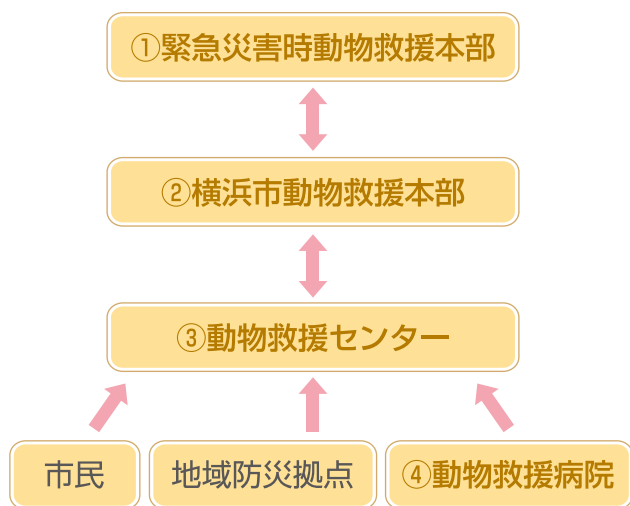 ①緊急災害時動物救援本部
②横浜市動物救援本部
③動物救援センター
市民
地域防災拠点
④動物救援病院